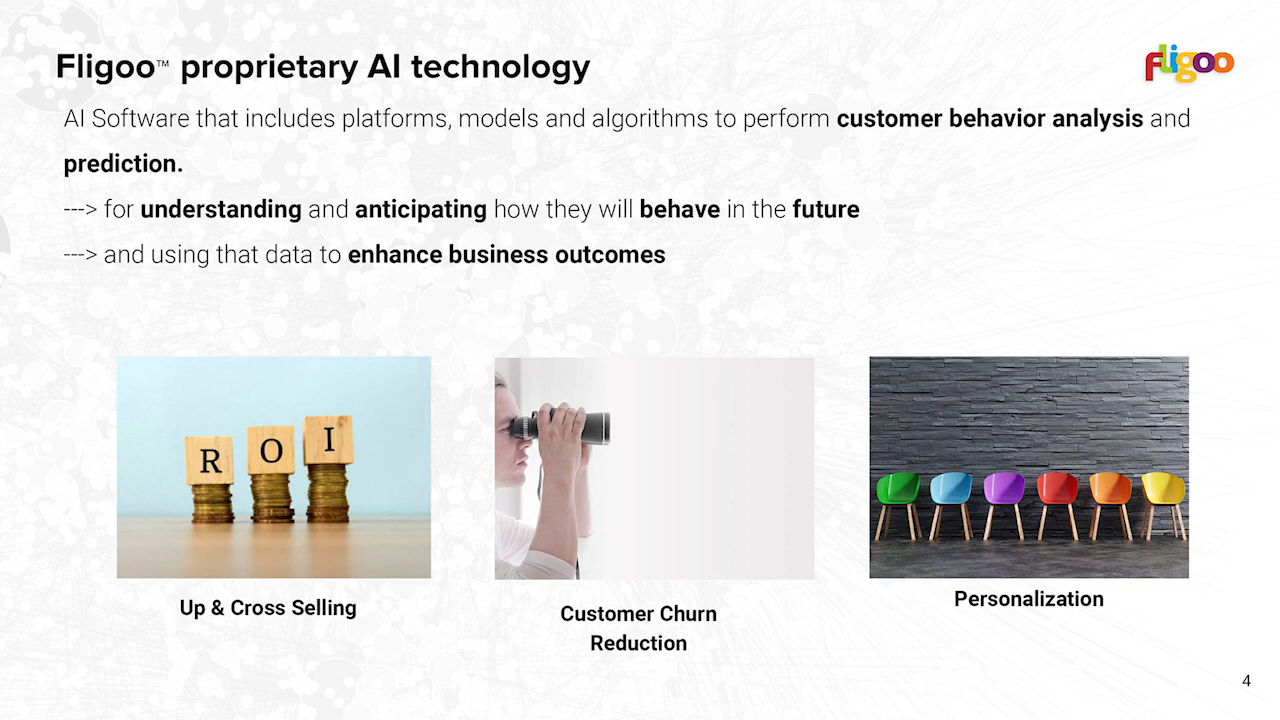 Fligoo™ proprietary AI technology
fligoo
AI Software that includes platforms, models and algorithms to perform customer behavior analysis and
prediction.
---> for understanding and anticipating how they will behave in the future
---> and using that data to enhance business outcomes
R O I
Up & Cross Selling
Customer Churn
Reduction
Personalization
4